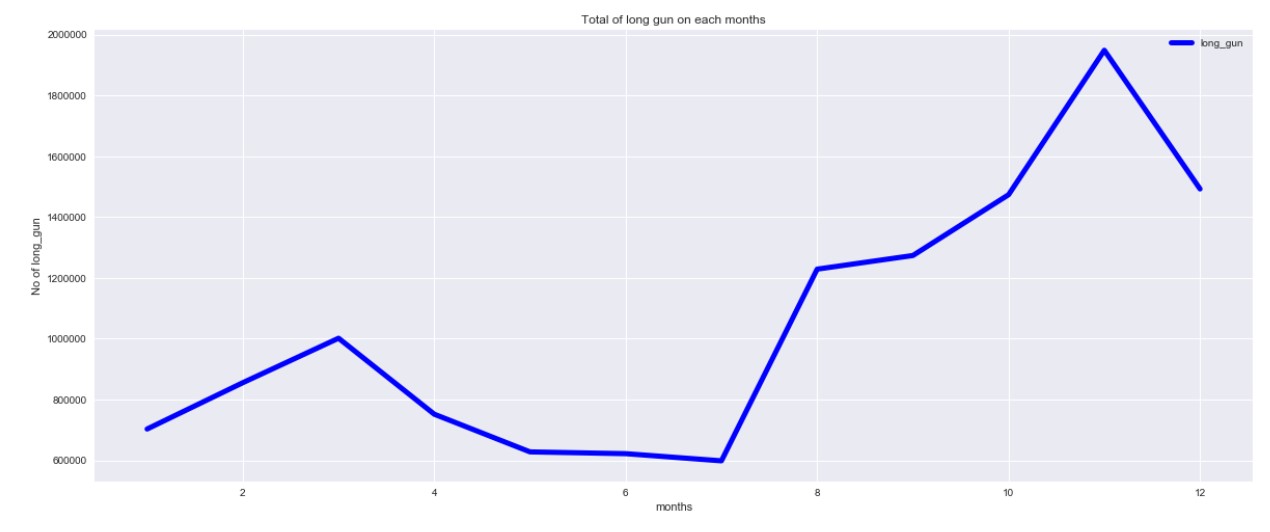 Total of long gun on each months
long_gun
2000000
1800000
1600000
1400000
1200000
1000000
800000
600000
No of long_gun
2 4 6 8 10 12
months